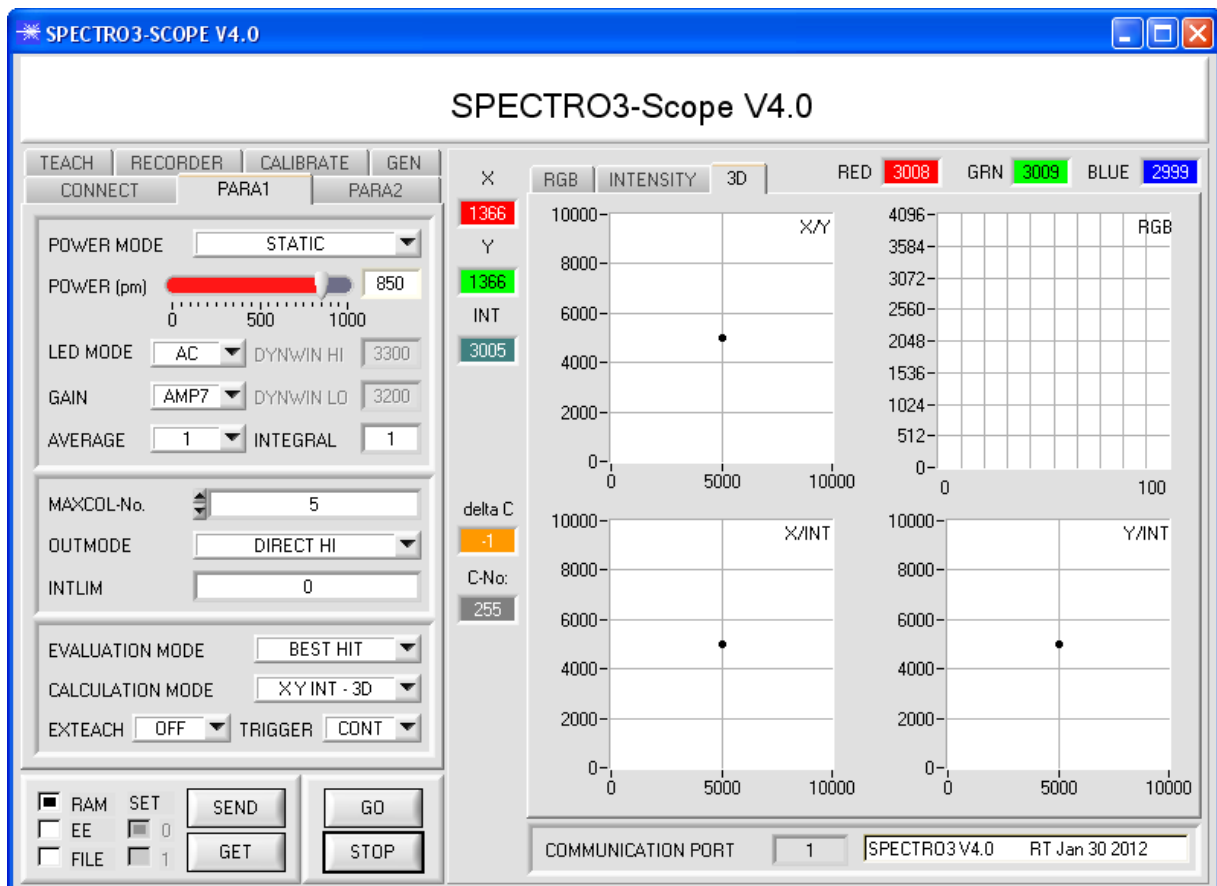 SPECTRO3-SCOPE V4.0
SPECTRO3-Scope V4.0
TEACH RECORDER CALIBRATE GEN
CONNECT PARA1 PARA2
POWER MODE STATIC
POWER (pm) 850
0 500 1000
LED MODE AC DYNWIN HI 3300
GAIN AMP7 DYNWIN LO 3200
AVERAGE 1 INTEGRAL 1
MAXCOL-No. 5
OUTMODE DIRECT HI
INTLIM 0
EVALUATION MODE BEST HIT
CALCULATION MODE X Y INT - 3D
EXTEACH OFF TRIGGER CONT
RAM SET
EE 0
FILE 1
SEND
GET
GO
STOP
X
1366
Y
1366
INT
3005
delta C
-1
C-No:
255
RGB INTENSITY 3D
RED 3008 GRN 3009 BLUE 2999
X/Y
10000
8000
6000
4000
2000
0
0 5000 10000
RGB
4096
3584
3072
2560
2048
1536
1024
512
0
0 100
X/INT
10000
8000
6000
4000
2000
0
0 5000 10000
Y/INT
10000
8000
6000
4000
2000
0
0 5000 10000
COMMUNICATION PORT 1 SPECTRO3 V4.0 RT Jan 30 2012